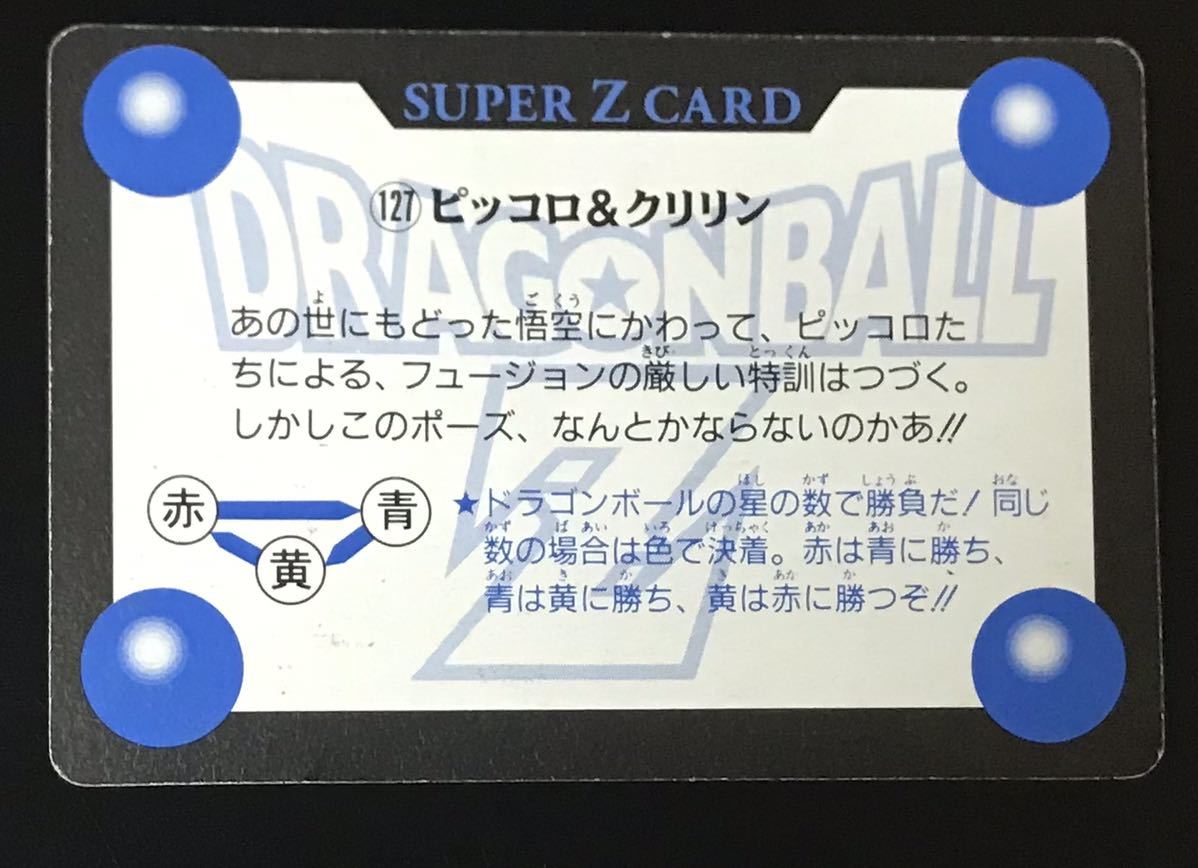 SUPER Z CARD
DRAGONBALL
Z
127 ピッコロ&クリリン
あの世にもどった悟空にかわって、ピッコロた
ちによる、フュージョンの厳しい特訓はつづく。
しかしこのポーズ、なんとかならないのかあ!!
赤 青
黄
★ドラゴンボールの星の数で勝負だ!同じ
数の場合は色で決着。赤は青に勝ち、
青は黄に勝ち、黄は赤に勝つぞ!!